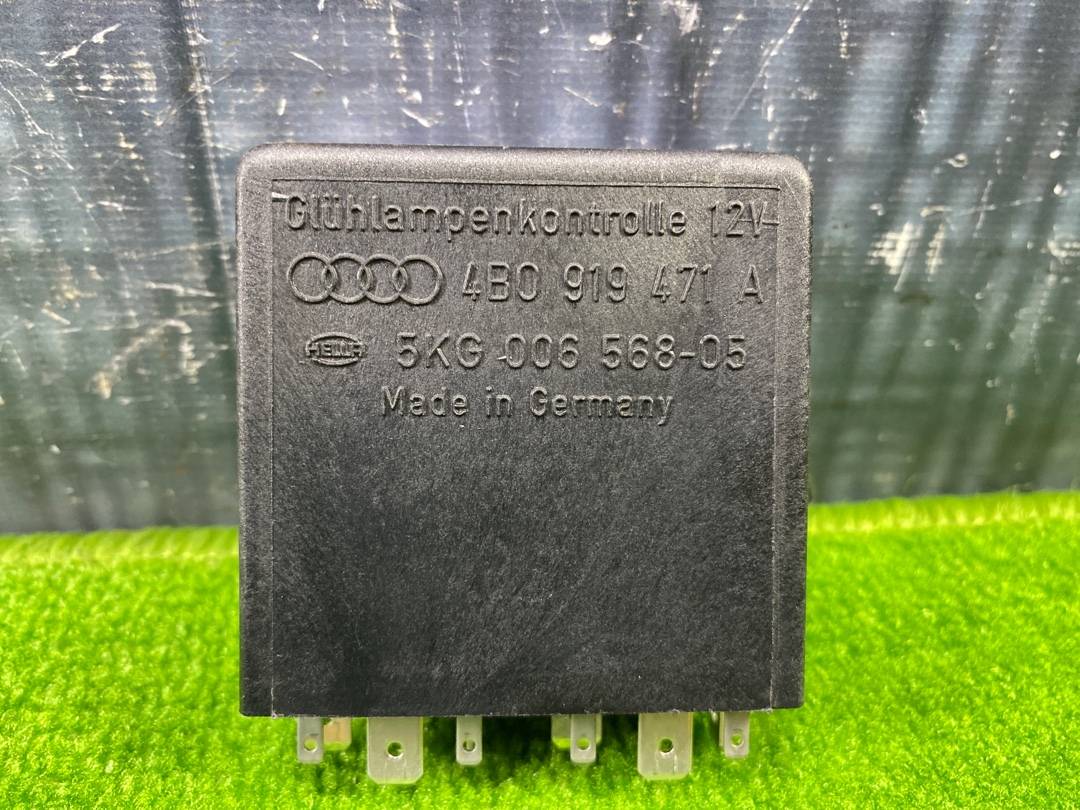 Glühlampenkontrolle 12V
4B0 919 471 A
HELLA 5KG 006 568-05
Made in Germany